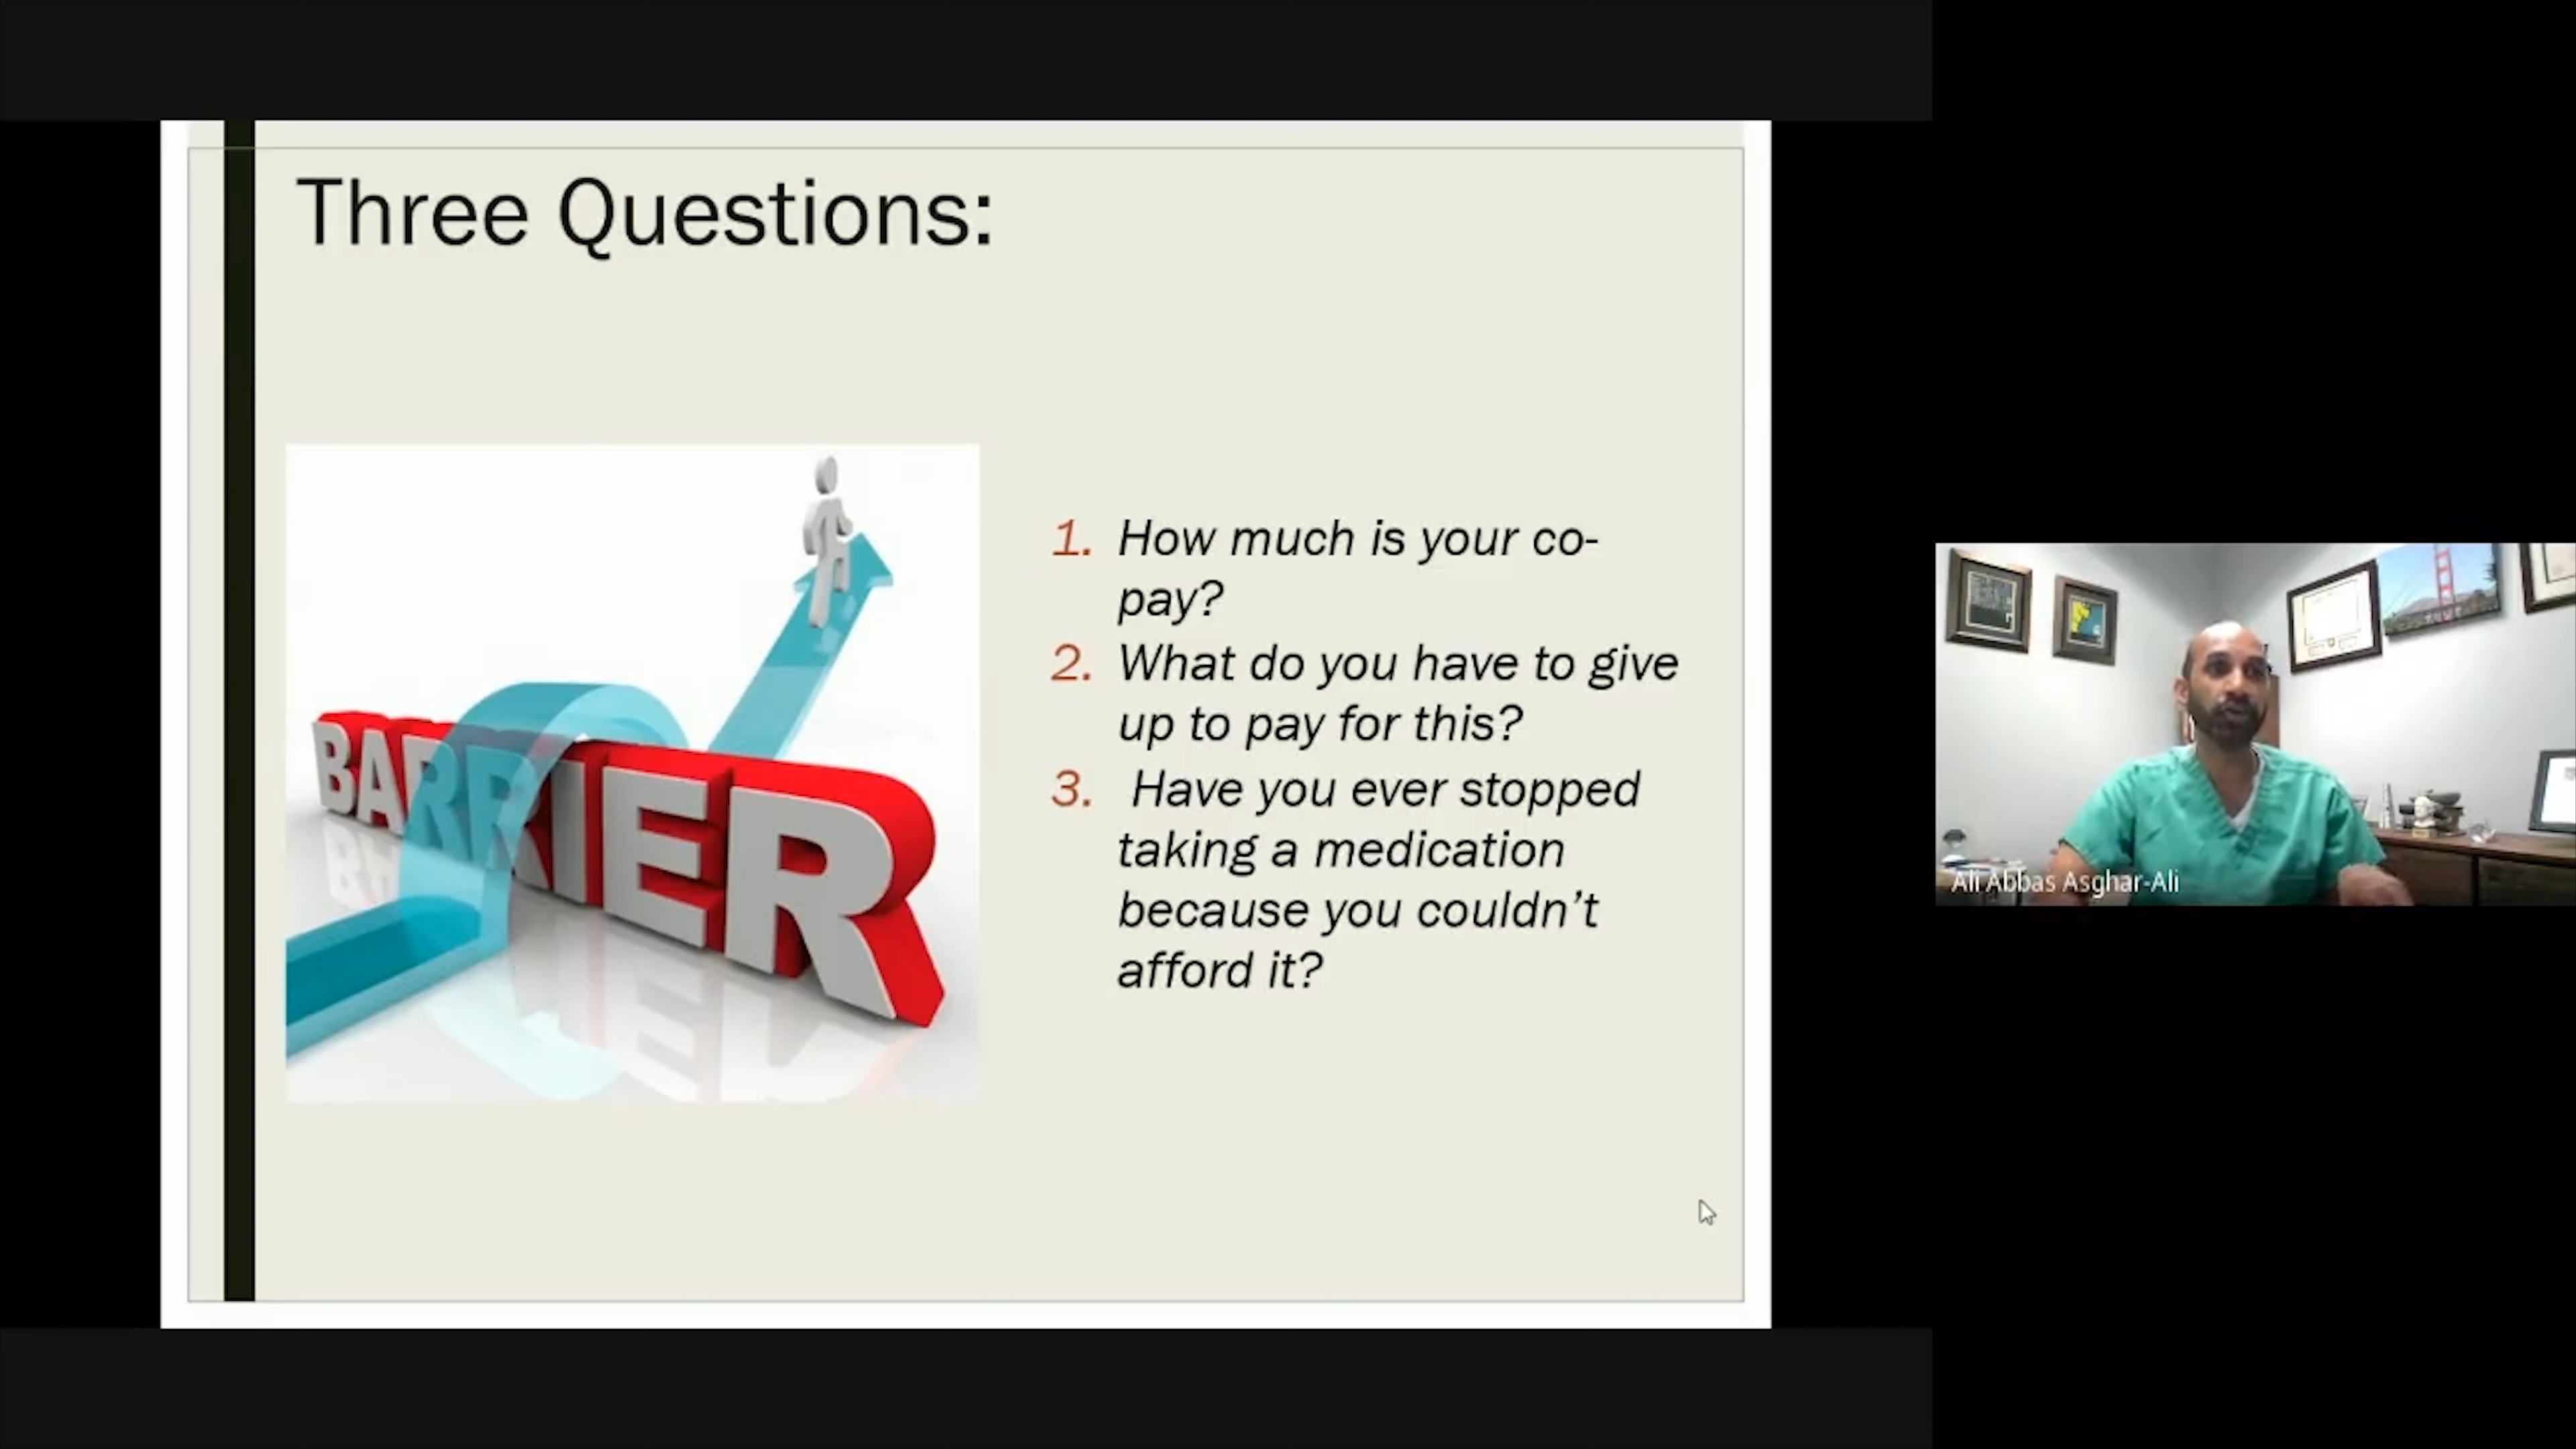 Three Questions:
BARRIER
1. How much is your co-
pay?
2. What do you have to give
up to pay for this?
3. Have you ever stopped
taking a medication
because you couldn’t
afford it?
Ali Abbas Asghar-Ali